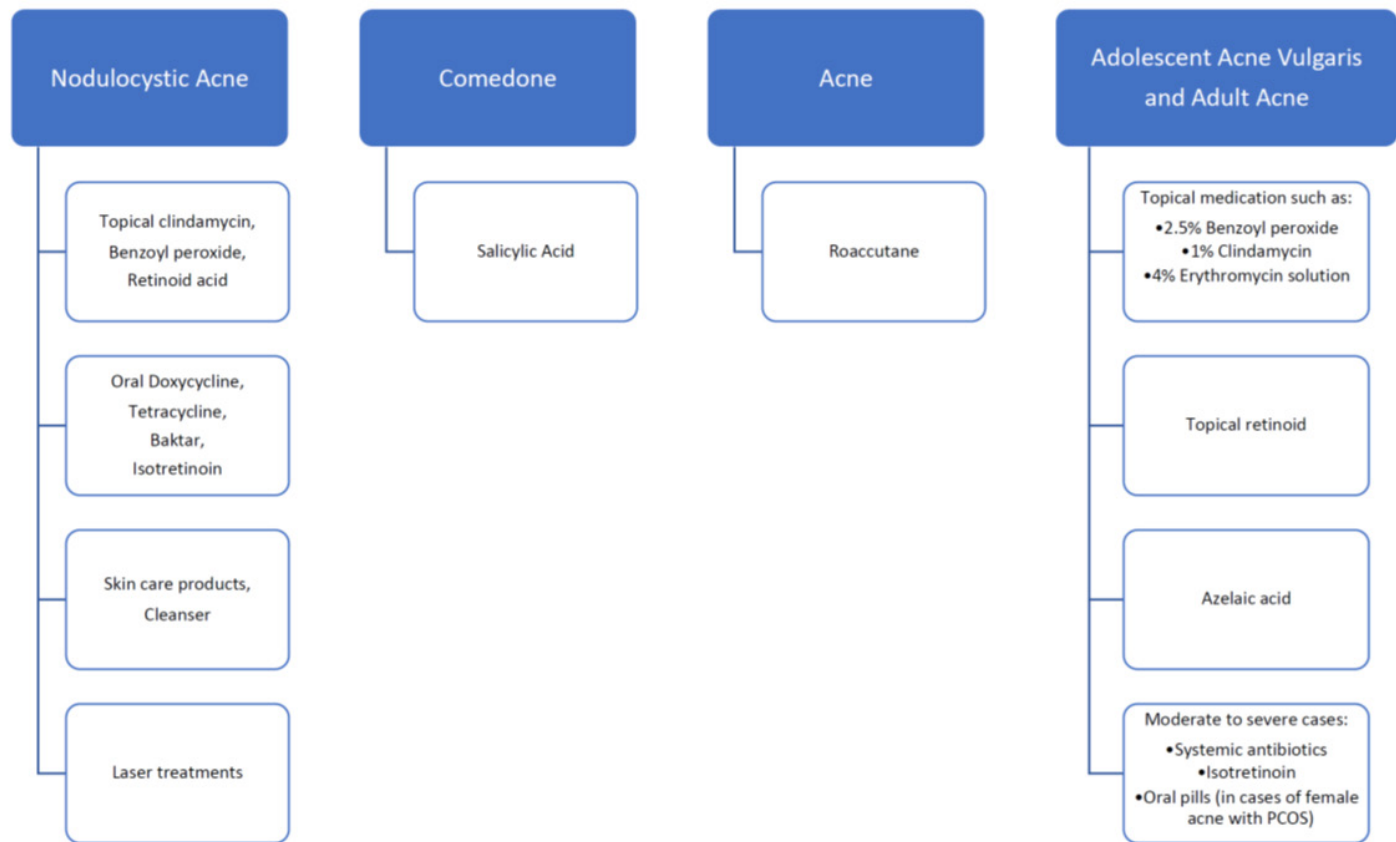 Nodulocystic Acne
Topical clindamycin,
Benzoyl peroxide,
Retinoid acid
Oral Doxycycline,
Tetracycline,
Baktar,
Isotretinoin
Skin care products,
Cleanser
Laser treatments
Comedone
Salicylic Acid
Acne
Roaccutane
Adolescent Acne Vulgaris
and Adult Acne
Topical medication such as:
•2.5% Benzoyl peroxide
•1% Clindamycin
•4% Erythromycin solution
Topical retinoid
Azelaic acid
Moderate to severe cases:
•Systemic antibiotics
•Isotretinoin
•Oral pills (in cases of female
acne with PCOS)